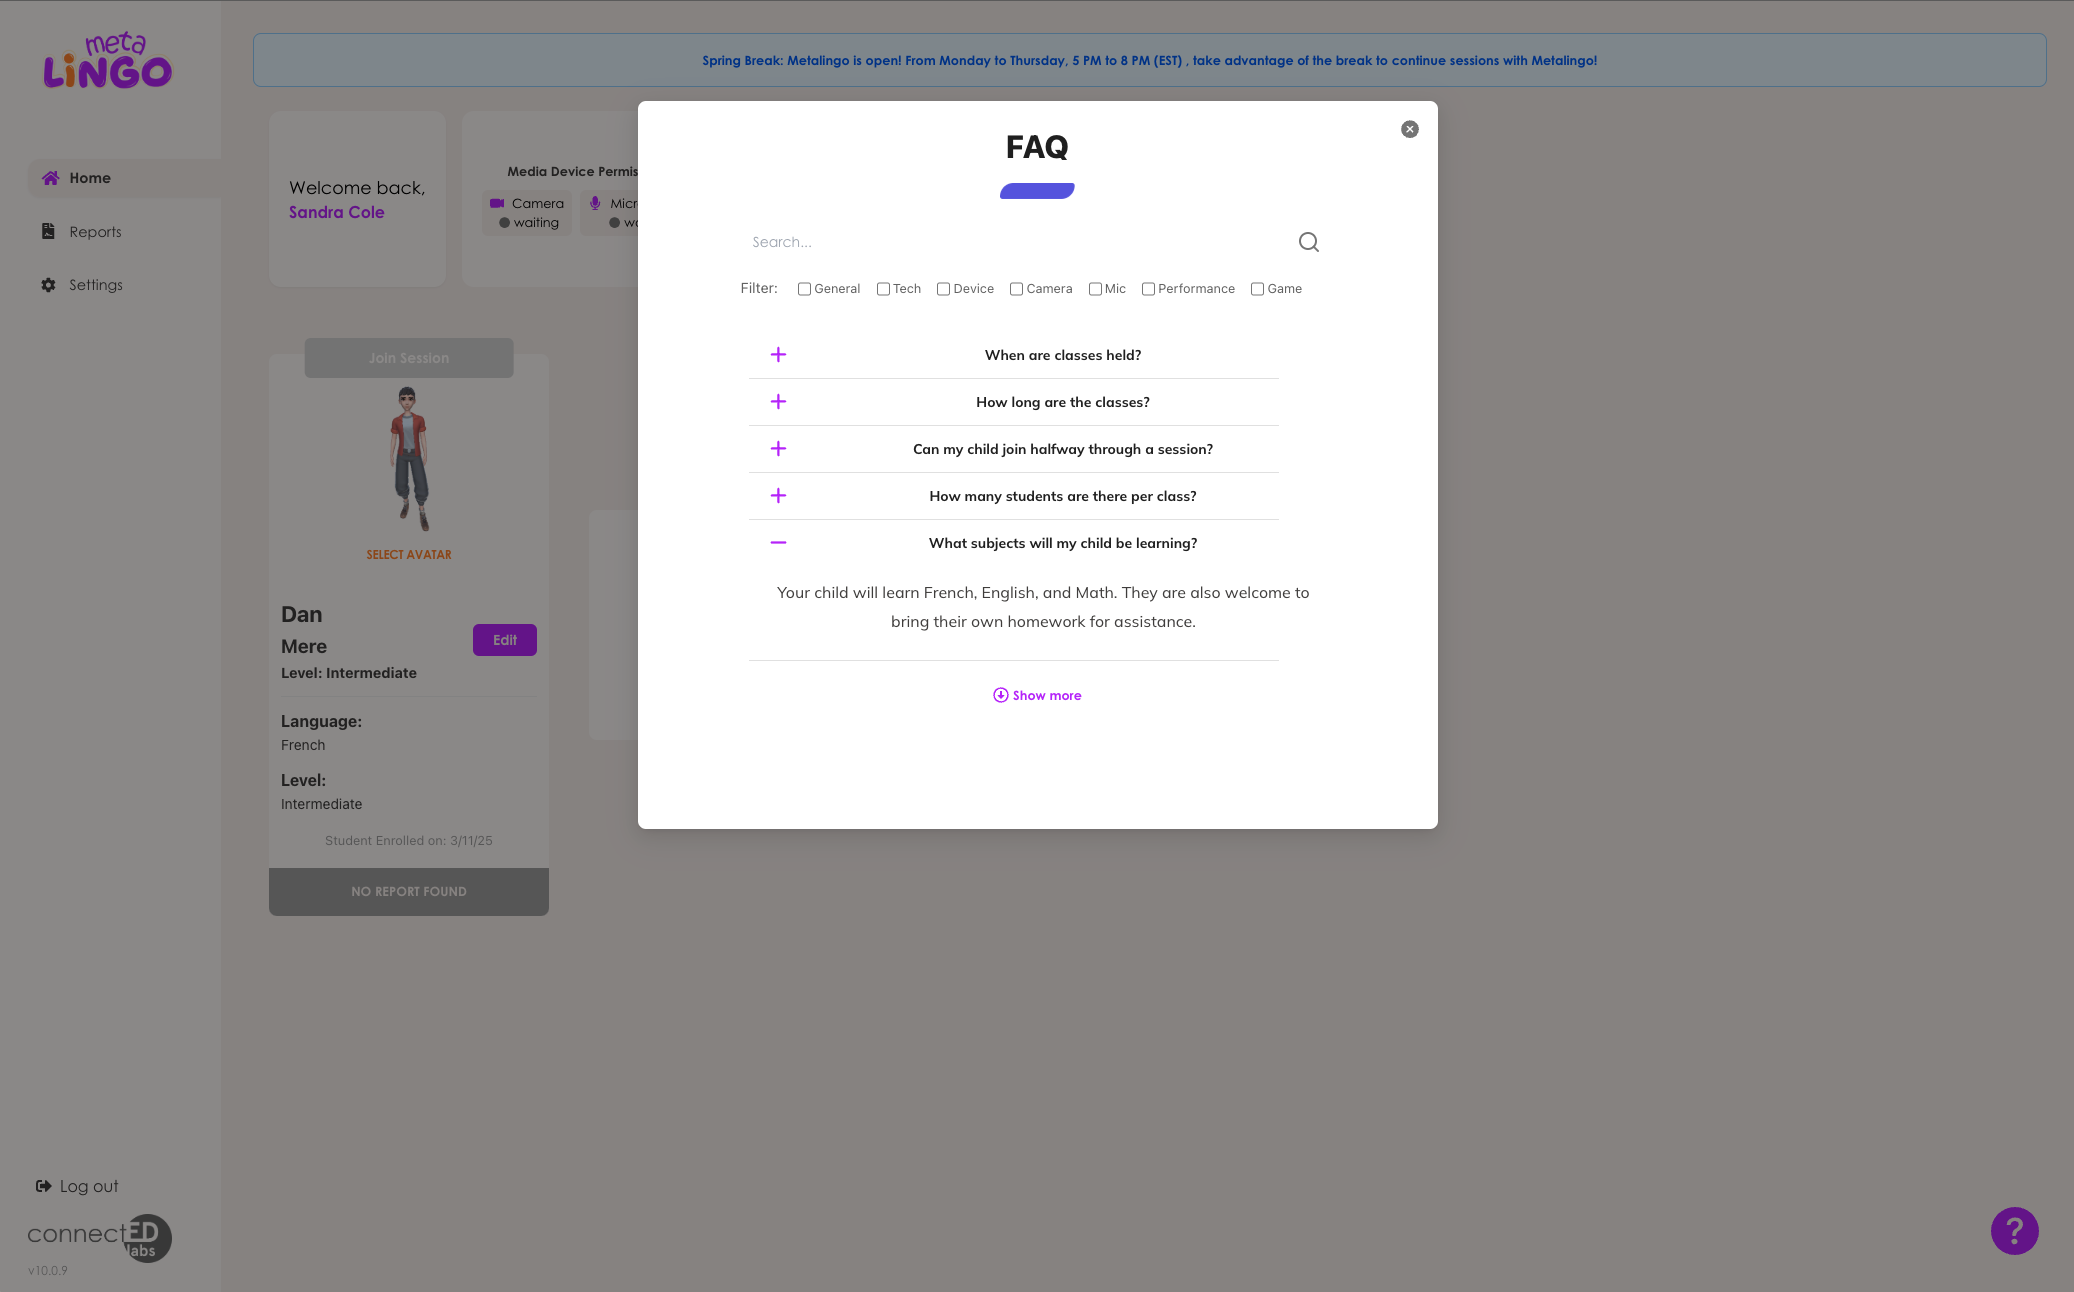 meta
LiNGO
Home
Reports
Settings
Log out
connectED
labs
v10.0.9
Spring Break: Metalingo is open! From Monday to Thursday, 5 PM to 8 PM (EST) , take advantage of the break to continue sessions with Metalingo!
Welcome back,
Sandra Cole
Media Device Permis
Camera
waiting
Micr
wa
Join Session
SELECT AVATAR
Dan
Mere
Edit
Level: Intermediate
Language:
French
Level:
Intermediate
Student Enrolled on: 3/11/25
NO REPORT FOUND
FAQ
Search...
Filter: General Tech Device Camera Mic Performance Game
When are classes held?
How long are the classes?
Can my child join halfway through a session?
How many students are there per class?
What subjects will my child be learning?
Your child will learn French, English, and Math. They are also welcome to
bring their own homework for assistance.
Show more
?